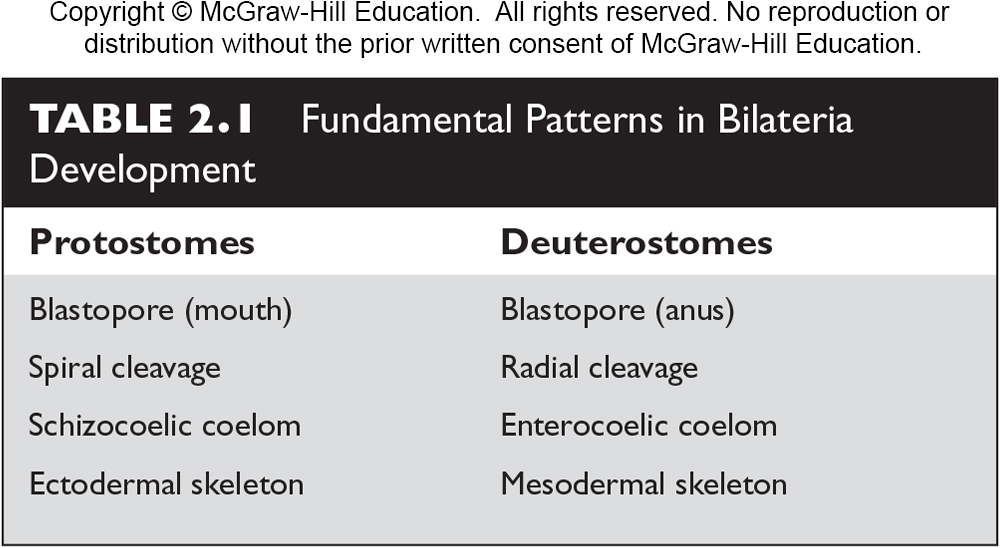 Copyright © McGraw-Hill Education.  All rights reserved. No reproduction or
distribution without the prior written consent of McGraw-Hill Education.
TABLE 2.1 Fundamental Patterns in Bilateria
Development
Protostomes Deuterostomes
Blastopore (mouth) Blastopore (anus)
Spiral cleavage Radial cleavage
Schizocoelic coelom Enterocoelic coelom
Ectodermal skeleton Mesodermal skeleton